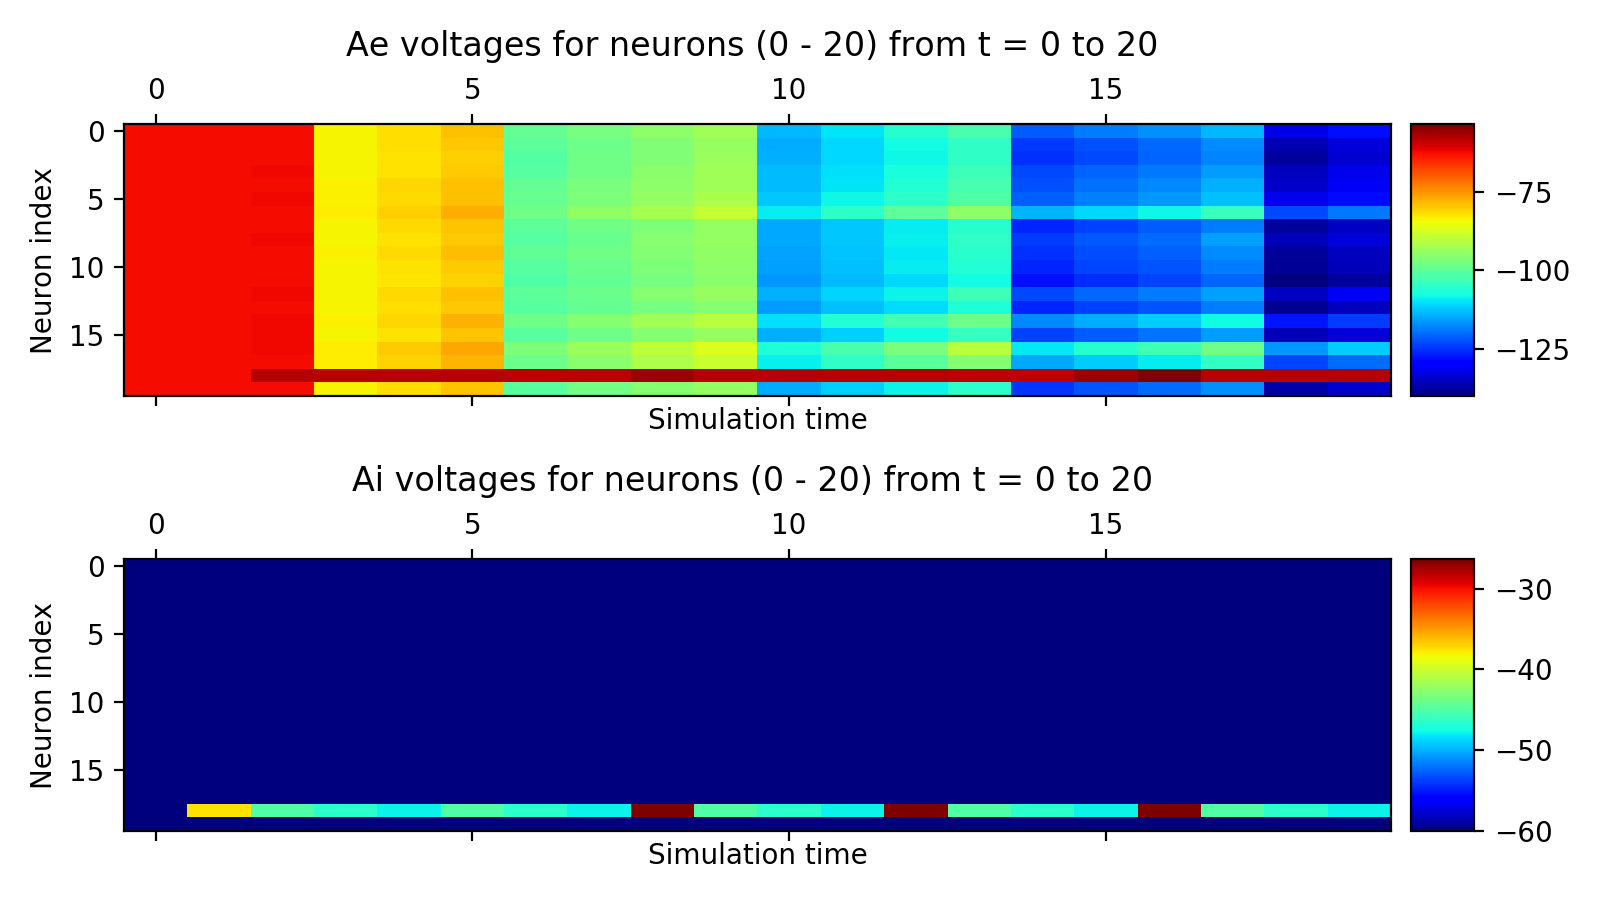 Ae voltages for neurons (0 - 20) from t = 0 to 20
0 5 10 15
Neuron index
0
5
10
15
−75
−100
−125
Simulation time
Ai voltages for neurons (0 - 20) from t = 0 to 20
0 5 10 15
Neuron index
0
5
10
15
−30
−40
−50
−60
Simulation time